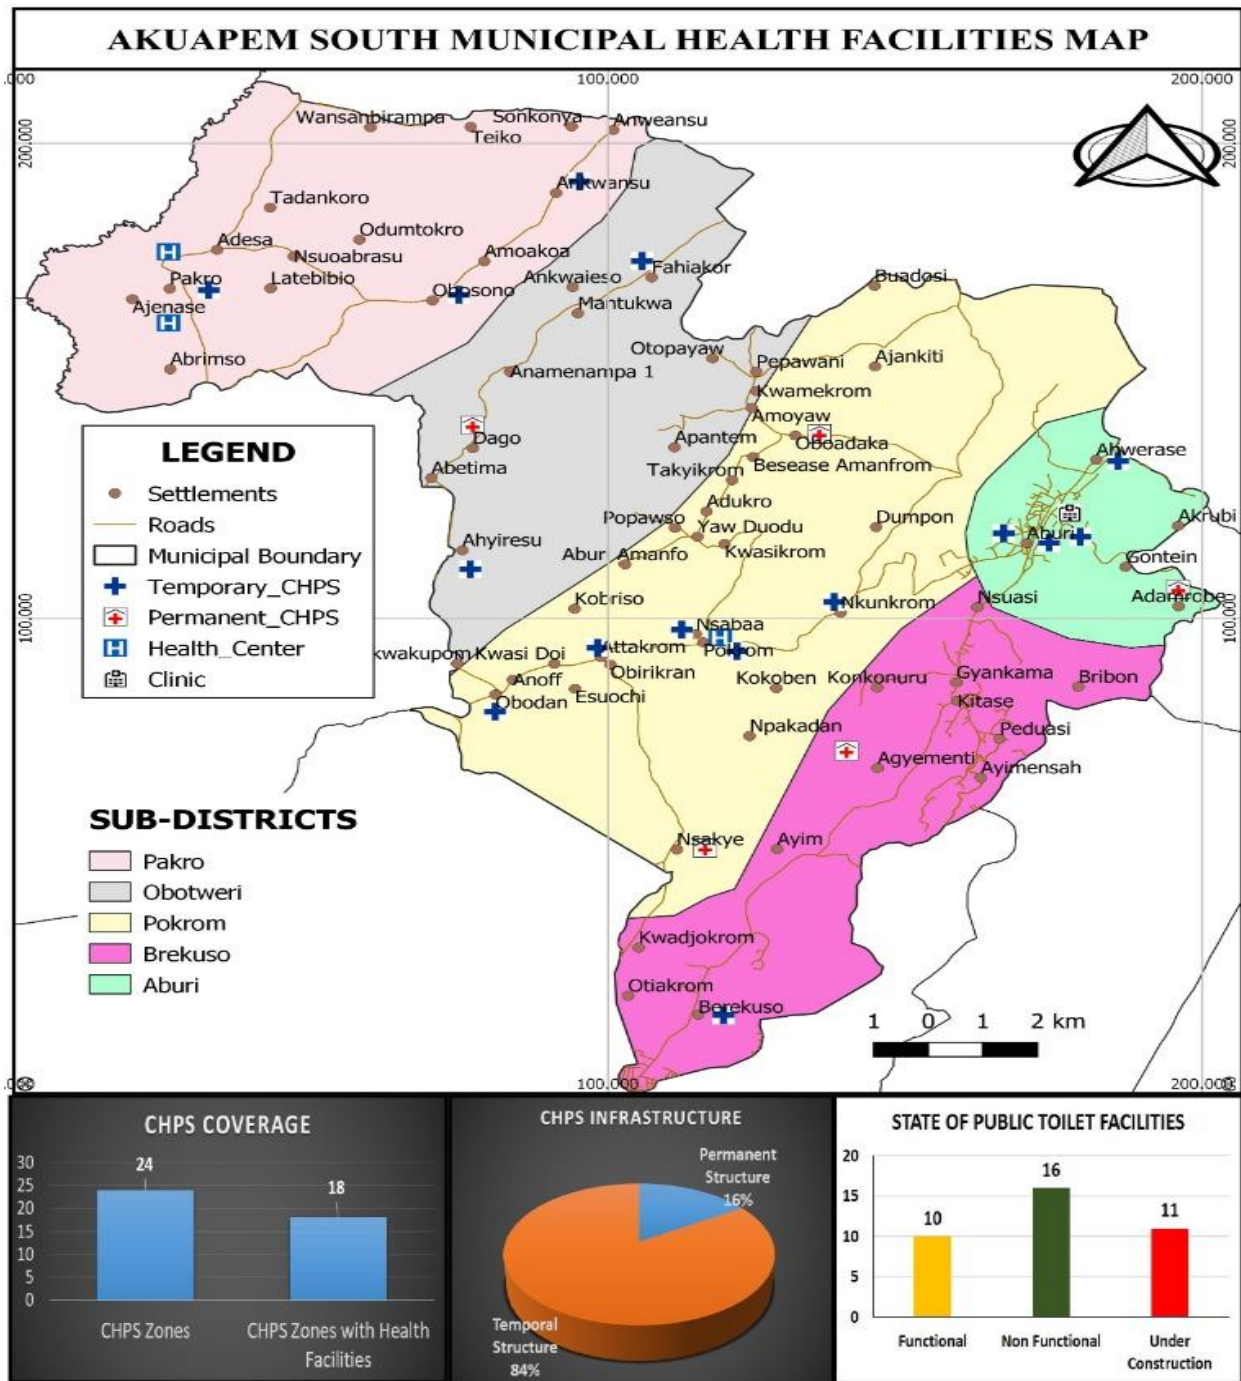 AKUAPEM SOUTH MUNICIPAL HEALTH FACILITIES MAP
.000 100.000 200.000
200.000 200.000
Wansanbirampa Sonkonya Anweansu
Teiko
Ankwansu
Tadankoro
Adesa Odumtokro
Nsuoabrasu Amoakoa
Pakro Latebibio Ankwaieso Fahiakor Buadosi
Ajenase Obosono Mantukwa
Otopayaw Pepawani Ajankiti
Abrimso Anamenampa 1 Kwamekrom
Amoyaw
Dago Apantem Oboadaka Ahwerase
LEGEND
Settlements
Roads
Municipal Boundary
Temporary_CHPS
Permanent_CHPS
Health_Center
Clinic
Abetima Takyikrom Besease Amanfrom
Adukro
Popawso Yaw Duodu Dumpon Akrubi
Ahyiresu Abur Amanfo Kwasikrom Aburi
Gontein
Kobriso Nkunkrom Nsuasi Adamrobe
100.000 100.000
Nsabaa
kwakupom Kwasi Doi Attakrom Pokrom
Obirikran
Anoff Kokoben Konkonuru Gyankama Bribon
Obodan Esuochi Kitase
Npakadan Peduasi
Agyementi Ayimensah
Nsakye Ayim
SUB-DISTRICTS
Pakro
Obotweri
Pokrom
Brekuso
Aburi
Kwadjokrom
Otiakrom
Berekuso
1 0 1 2 km
100.000 200.000
CHPS COVERAGE
30
25
20
15
10
5
0
24
18
CHPS Zones
CHPS Zones with Health
Facilities
CHPS INFRASTRUCTURE
Permanent
Structure
16%
Temporal
Structure
84%
STATE OF PUBLIC TOILET FACILITIES
20
15
10
5
0
10
16
11
Functional
Non Functional
Under
Construction